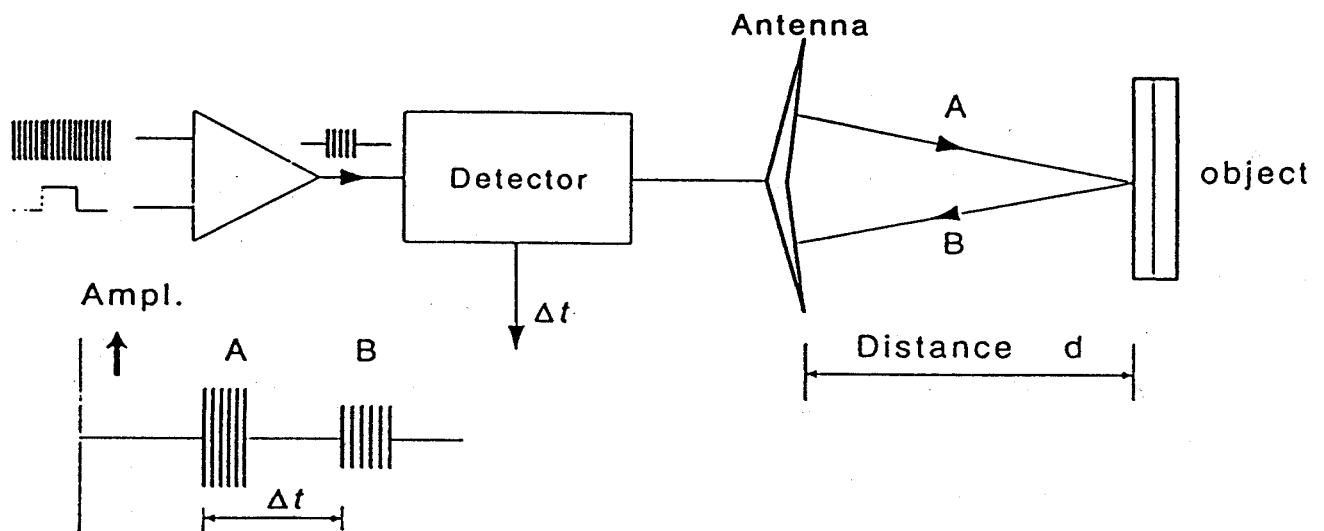 Antenna
A
Detector
object
B
Δt
Ampl.
A B
Distance d
Δt